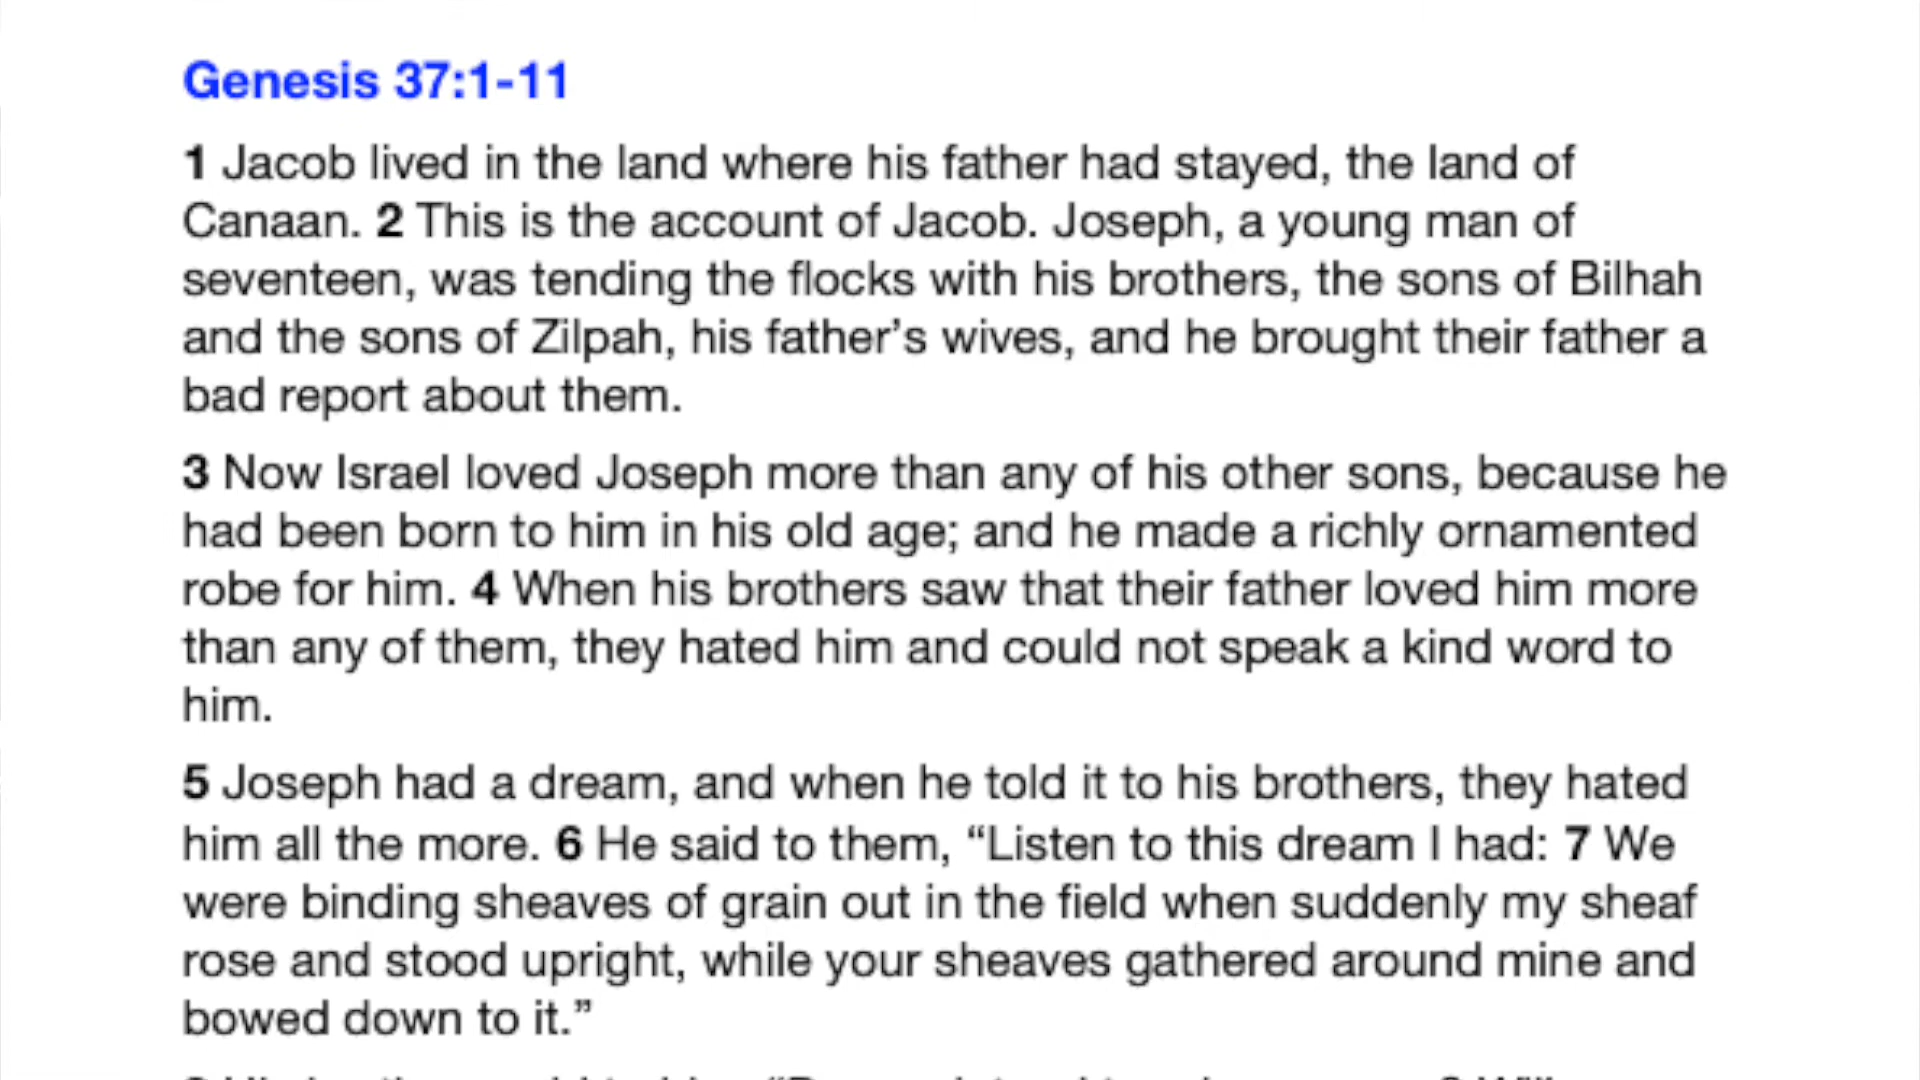 Genesis 37:1-11
1 Jacob lived in the land where his father had stayed, the land of
Canaan. 2 This is the account of Jacob. Joseph, a young man of
seventeen, was tending the flocks with his brothers, the sons of Bilhah
and the sons of Zilpah, his father’s wives, and he brought their father a
bad report about them.
3 Now Israel loved Joseph more than any of his other sons, because he
had been born to him in his old age; and he made a richly ornamented
robe for him. 4 When his brothers saw that their father loved him more
than any of them, they hated him and could not speak a kind word to
him.
5 Joseph had a dream, and when he told it to his brothers, they hated
him all the more. 6 He said to them, “Listen to this dream I had: 7 We
were binding sheaves of grain out in the field when suddenly my sheaf
rose and stood upright, while your sheaves gathered around mine and
bowed down to it.”